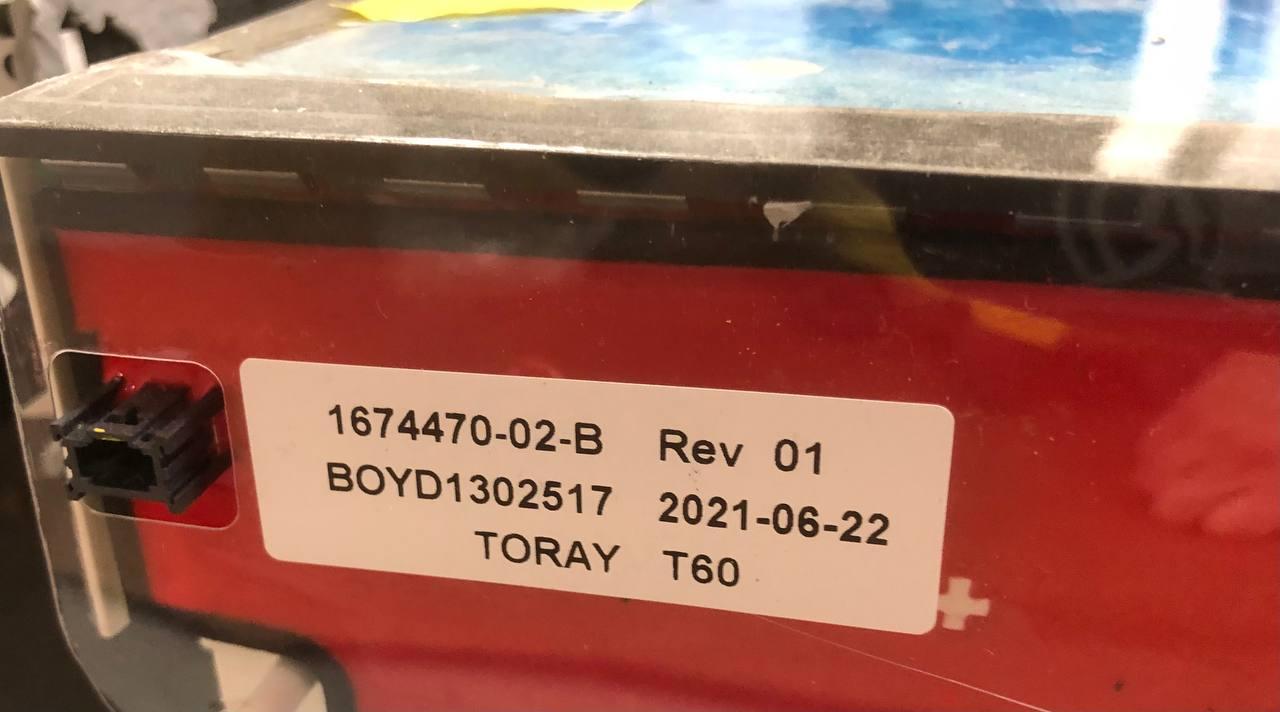 1674470-02-B Rev 01
BOYD1302517 2021-06-22
TORAY T60